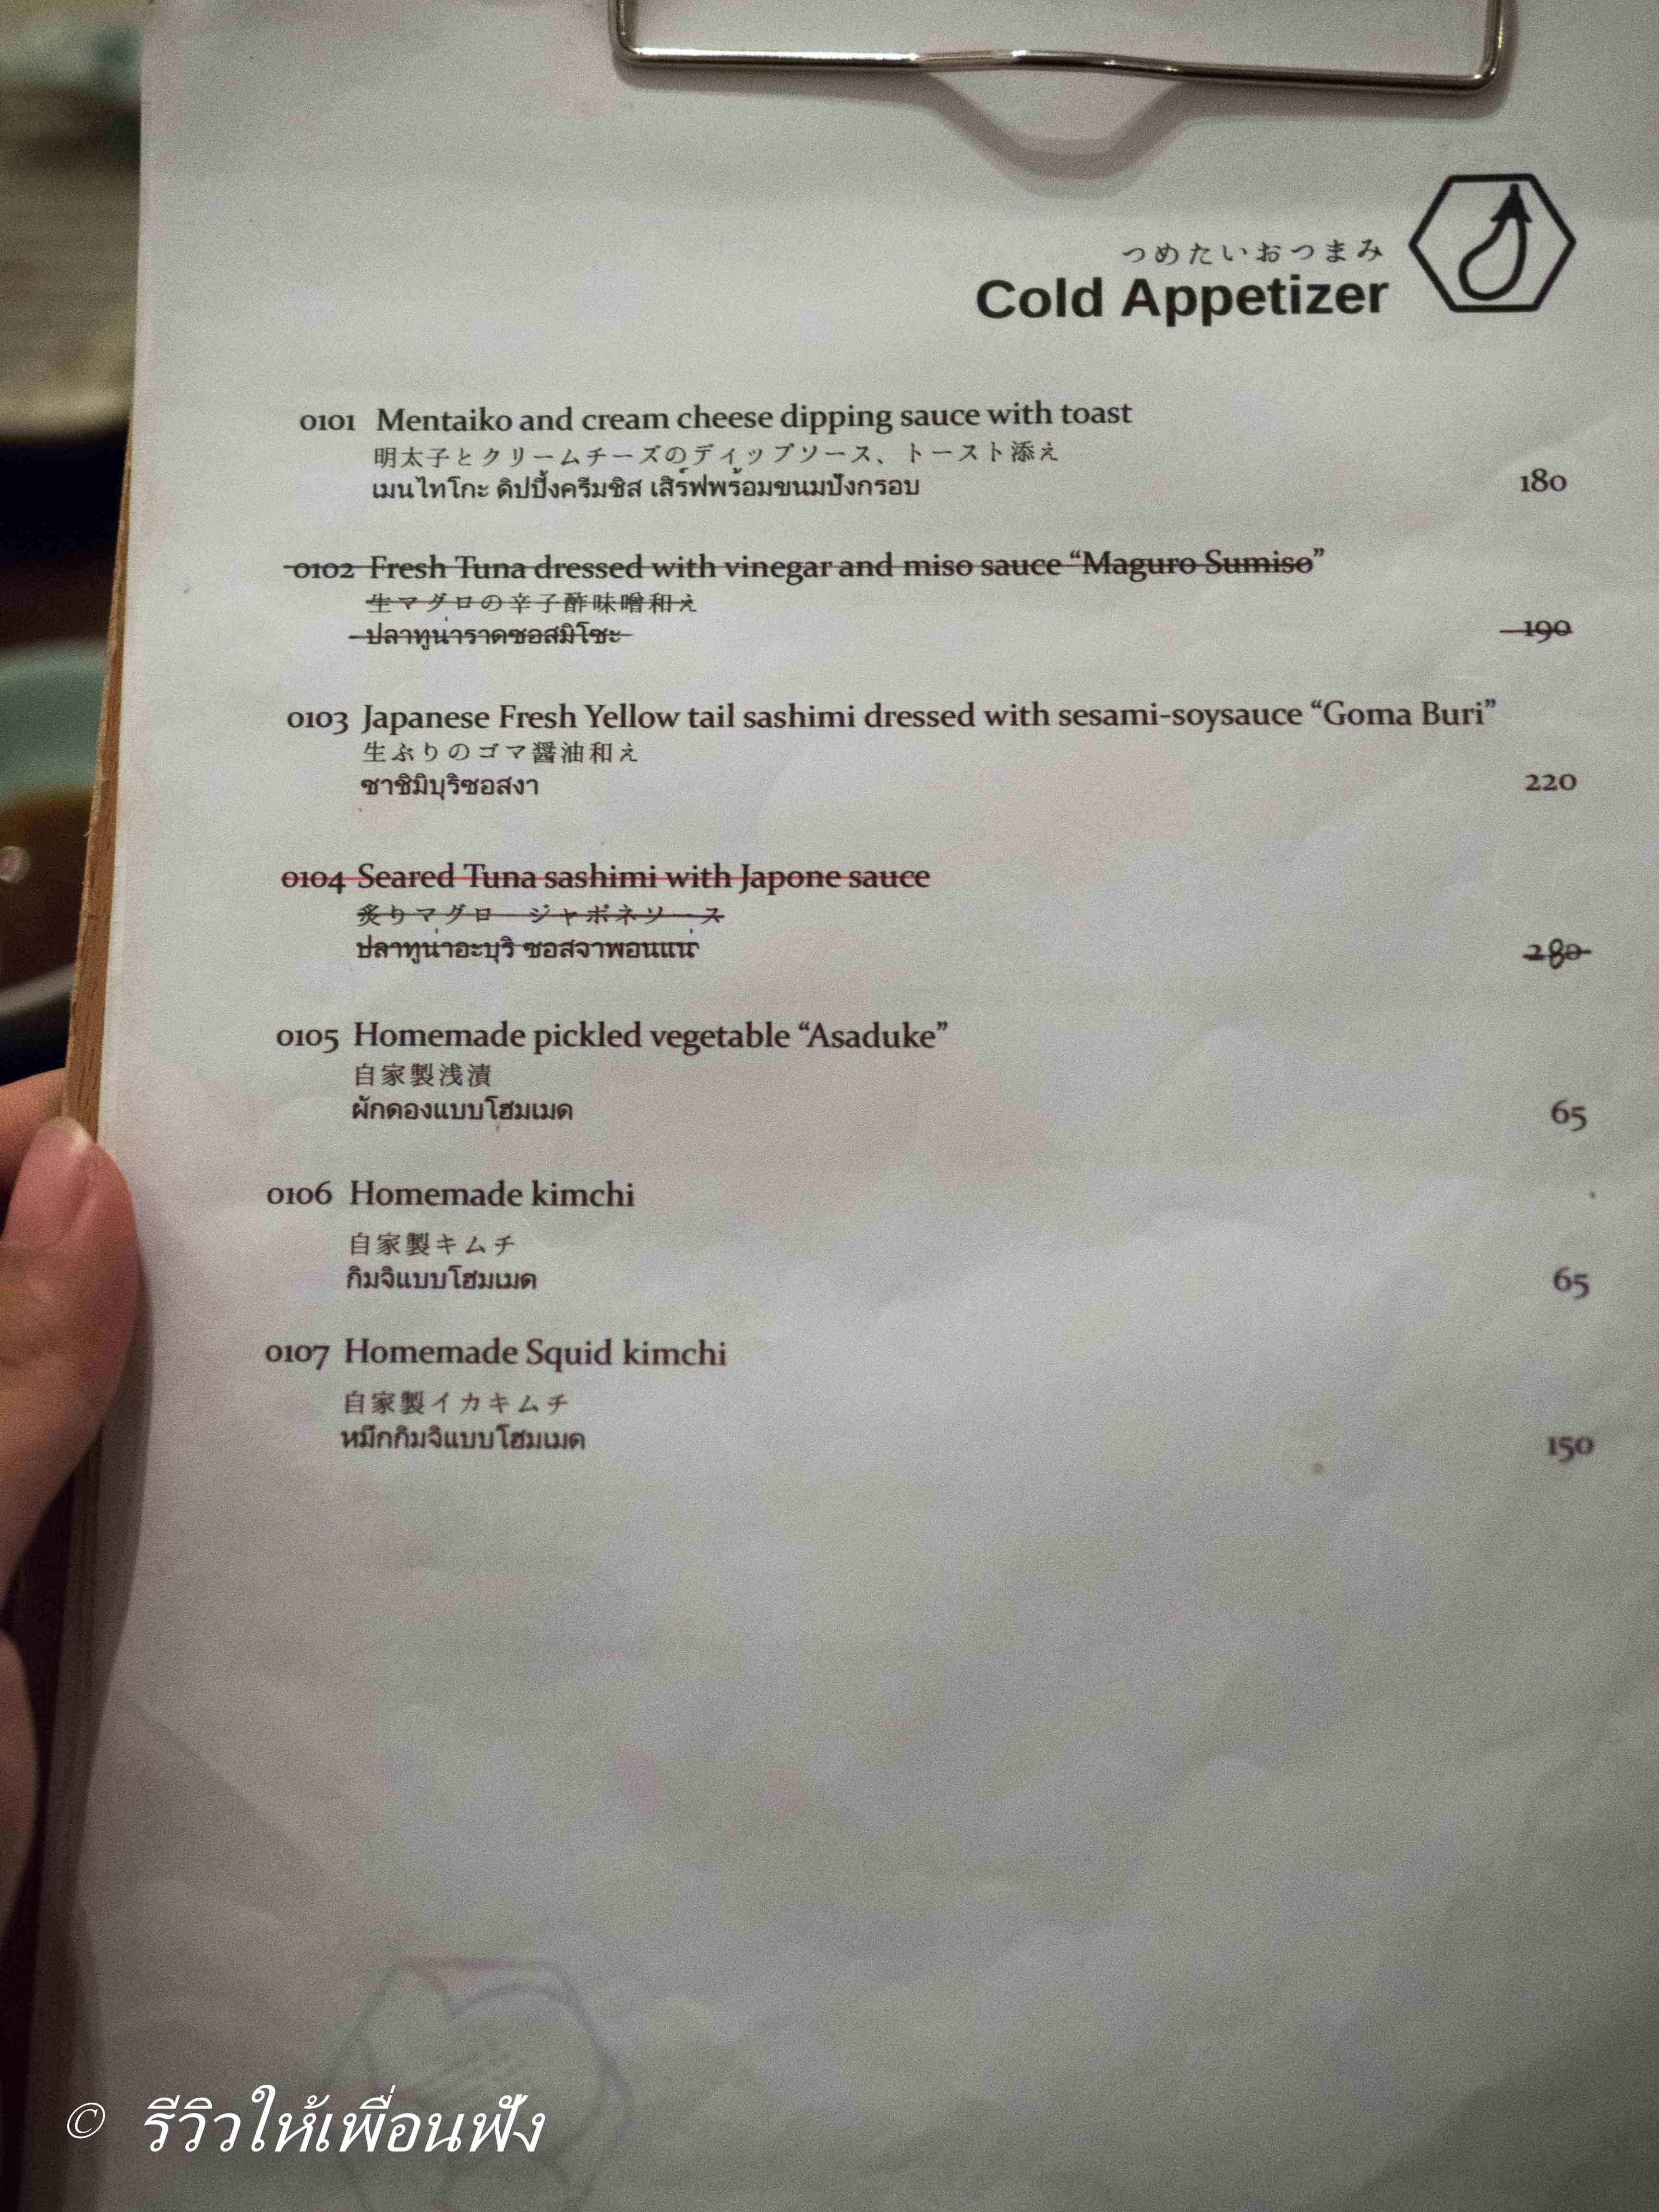 つめたいおつまみ
Cold Appetizer
0101 Mentaiko and cream cheese dipping sauce with toast
明太子とクリームチーズのディップソース、トースト添え
เมนไทโกะ ดิปปิ้งครีมชิส เสิร์ฟพร้อมขนมปังกรอบ
180
0102 Fresh Tuna dressed with vinegar and miso sauce “Maguro Sumiso”
生マグロの辛子酢味噌和え
ปลาทูน่าราดซอสมิโซะ
190
0103 Japanese Fresh Yellow tail sashimi dressed with sesami-soysauce “Goma Buri”
生ぶりのゴマ醤油和え
ซาชิมิบุริซอสงา
220
0104 Seared Tuna sashimi with Japone sauce
炙りマグロ ジャポネソース
ปลาทูน่าอะบุริ ซอสจาพอนแน่
280
0105 Homemade pickled vegetable “Asaduke”
自家製浅漬
ผักดองแบบโฮมเมด
65
0106 Homemade kimchi
自家製キムチ
กิมจิแบบโฮมเมด
65
0107 Homemade Squid kimchi
自家製イカキムチ
หมึกกิมจิแบบโฮมเมด
150
© รีวิวให้เพื่อนฟัง